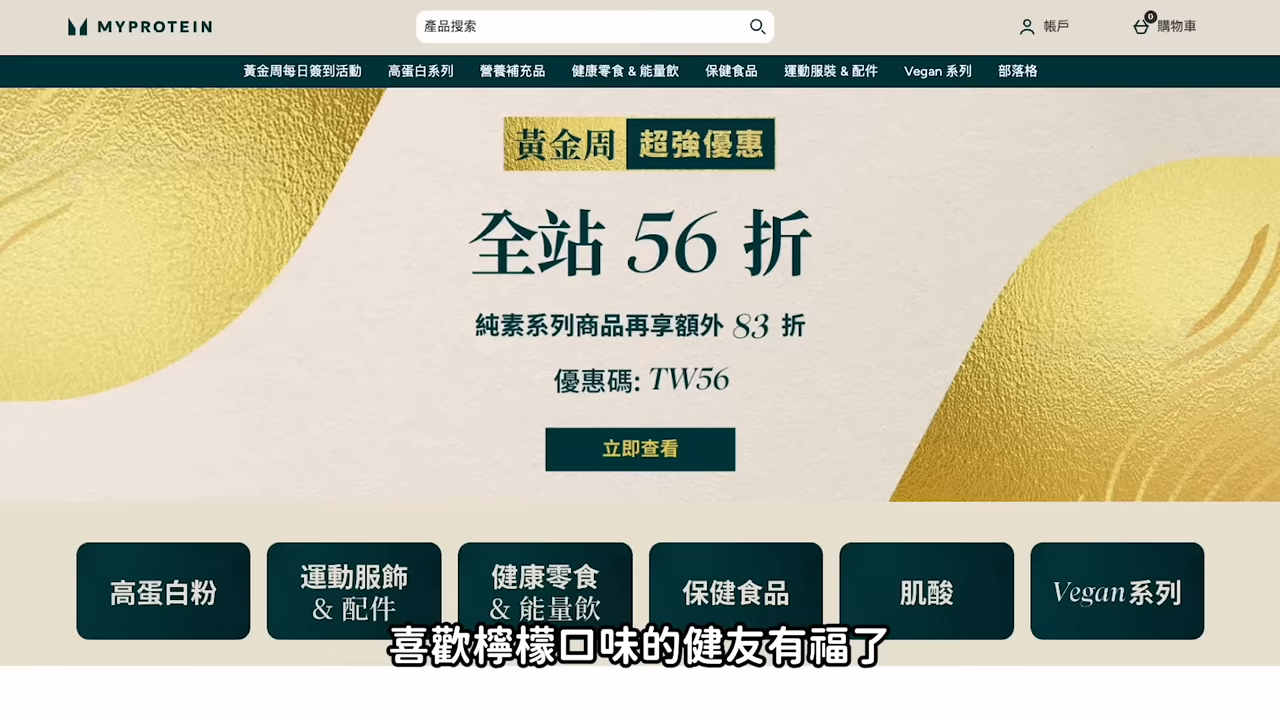 MYPROTEIN
產品搜索
帳戶
0
購物車
黃金周每日簽到活動
高蛋白系列
營養補充品
健康零食 & 能量飲
保健食品
運動服裝 & 配件
Vegan 系列
部落格
黃金周 超強優惠
全站 56 折
純素系列商品再享額外 83 折
優惠碼: TW56
立即查看
高蛋白粉
運動服飾
& 配件
健康零食
& 能量飲
保健食品
肌酸
Vegan 系列
喜歡檸檬口味的健友有福了